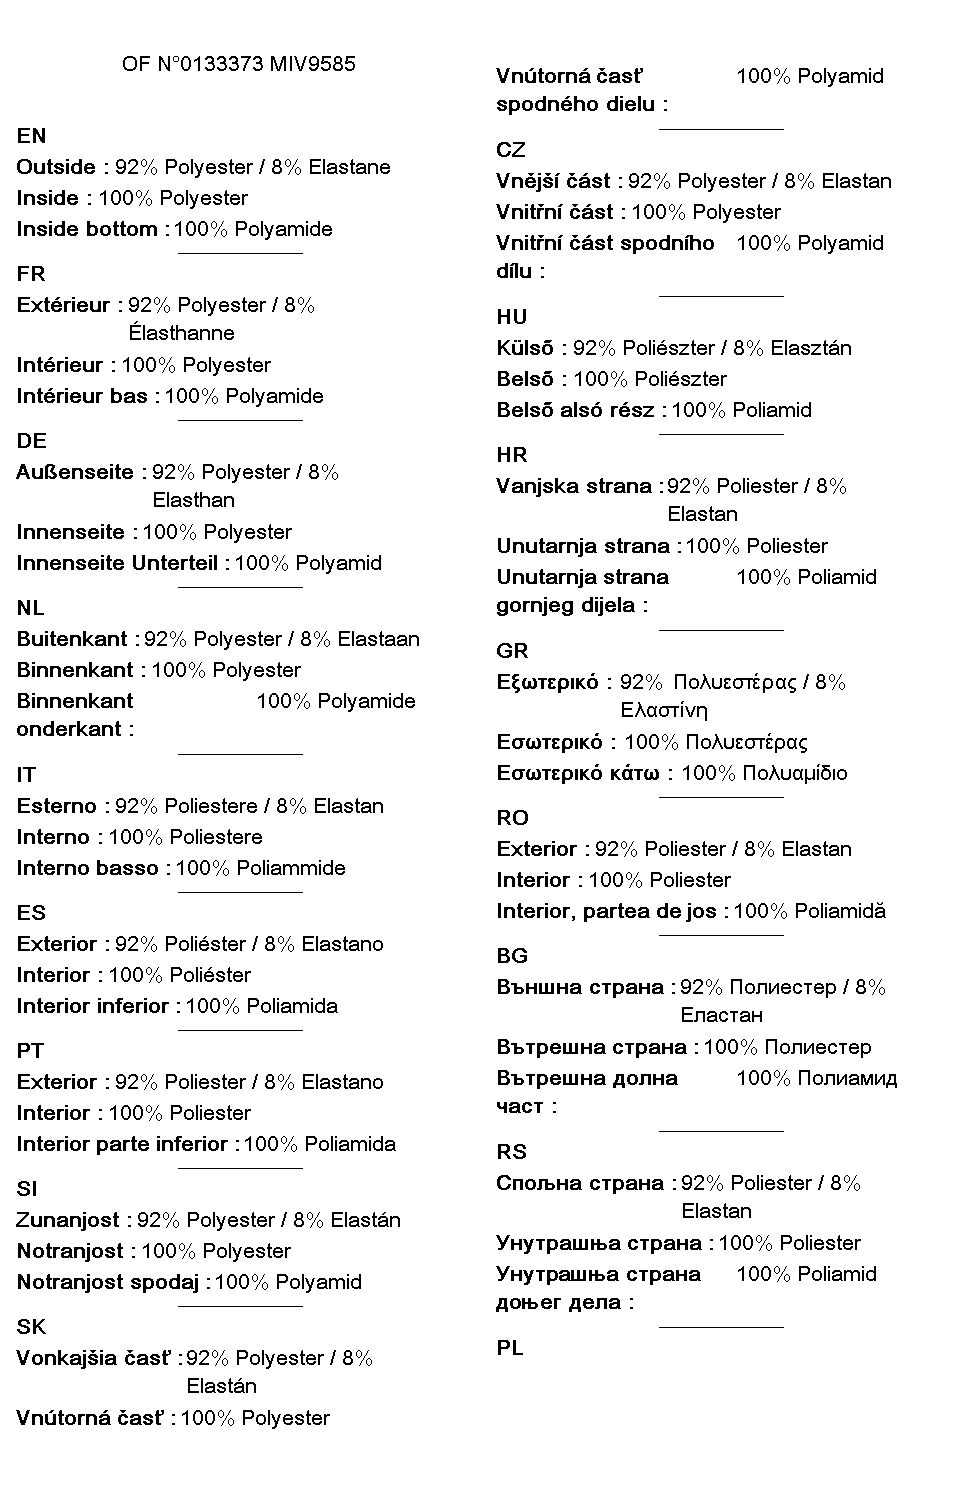 OF N°0133373 MIV9585
EN
Outside : 92% Polyester / 8% Elastane
Inside : 100% Polyester
Inside bottom : 100% Polyamide
FR
Extérieur : 92% Polyester / 8%
Élasthanne
Intérieur : 100% Polyester
Intérieur bas : 100% Polyamide
DE
Außenseite : 92% Polyester / 8%
Elasthan
Innenseite : 100% Polyester
Innenseite Unterteil : 100% Polyamid
NL
Buitenkant : 92% Polyester / 8% Elastaan
Binnenkant : 100% Polyester
Binnenkant 100% Polyamide
onderkant :
IT
Esterno : 92% Poliestere / 8% Elastan
Interno : 100% Poliestere
Interno basso : 100% Poliammide
ES
Exterior : 92% Poliéster / 8% Elastano
Interior : 100% Poliéster
Interior inferior : 100% Poliamida
PT
Exterior : 92% Poliester / 8% Elastano
Interior : 100% Poliester
Interior parte inferior : 100% Poliamida
SI
Zunanjost : 92% Polyester / 8% Elastán
Notranjost : 100% Polyester
Notranjost spodaj : 100% Polyamid
SK
Vonkajšia časť : 92% Polyester / 8%
Elastán
Vnútorná časť : 100% Polyester
Vnútorná časť 100% Polyamid
spodného dielu :
CZ
Vnější část : 92% Polyester / 8% Elastan
Vnitřní část : 100% Polyester
Vnitřní část spodního 100% Polyamid
dílu :
HU
Külső : 92% Poliészter / 8% Elasztán
Belső : 100% Poliészter
Belső alsó rész : 100% Poliamid
HR
Vanjska strana : 92% Poliester / 8%
Elastan
Unutarnja strana : 100% Poliester
Unutarnja strana 100% Poliamid
gornjeg dijela :
GR
Εξωτερικό : 92% Πολυεστέρας / 8%
Ελαστίνη
Εσωτερικό : 100% Πολυεστέρας
Εσωτερικό κάτω : 100% Πολυαμίδιο
RO
Exterior : 92% Poliester / 8% Elastan
Interior : 100% Poliester
Interior, partea de jos : 100% Poliamidă
BG
Външна страна : 92% Полиестер / 8%
Еластан
Вътрешна страна : 100% Полиестер
Вътрешна долна 100% Полиамид
част :
RS
Спољна страна : 92% Poliester / 8%
Elastan
Унутрашња страна : 100% Poliester
Унутрашња страна 100% Poliamid
доњег дела :
PL